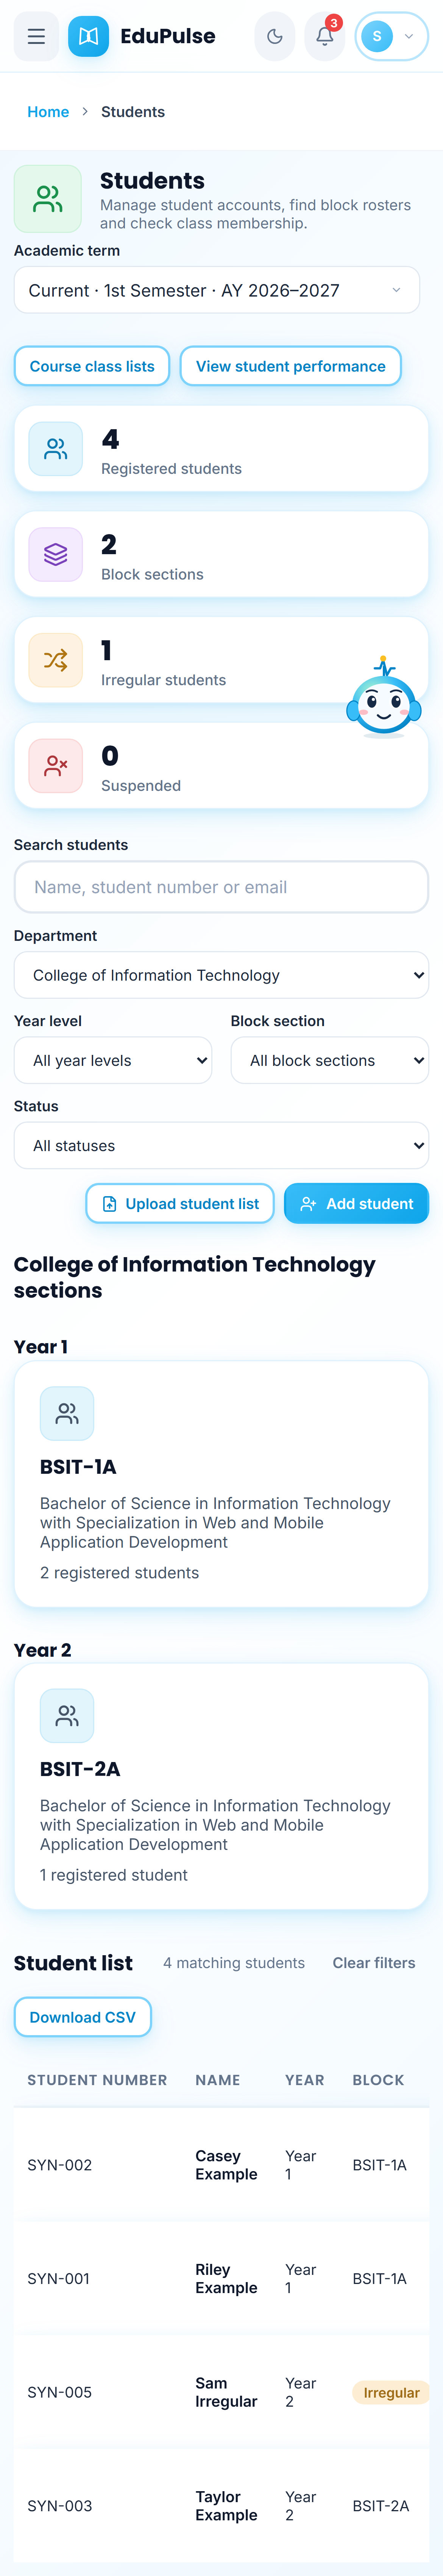 EduPulse
3
S
Home > Students
Students
Manage student accounts, find block rosters
and check class membership.
Academic term
Current · 1st Semester · AY 2026–2027
Course class lists
View student performance
4
Registered students
2
Block sections
1
Irregular students
0
Suspended
Search students
Name, student number or email
Department
College of Information Technology
Year level
Block section
All year levels
All block sections
Status
All statuses
Upload student list
Add student
College of Information Technology
sections
Year 1
BSIT-1A
Bachelor of Science in Information Technology
with Specialization in Web and Mobile
Application Development
2 registered students
Year 2
BSIT-2A
Bachelor of Science in Information Technology
with Specialization in Web and Mobile
Application Development
1 registered student
Student list
4 matching students
Clear filters
Download CSV
STUDENT NUMBER NAME YEAR BLOCK
SYN-002 Casey Example Year 1 BSIT-1A
SYN-001 Riley Example Year 1 BSIT-1A
SYN-005 Sam Irregular Year 2 Irregular
SYN-003 Taylor Example Year 2 BSIT-2A